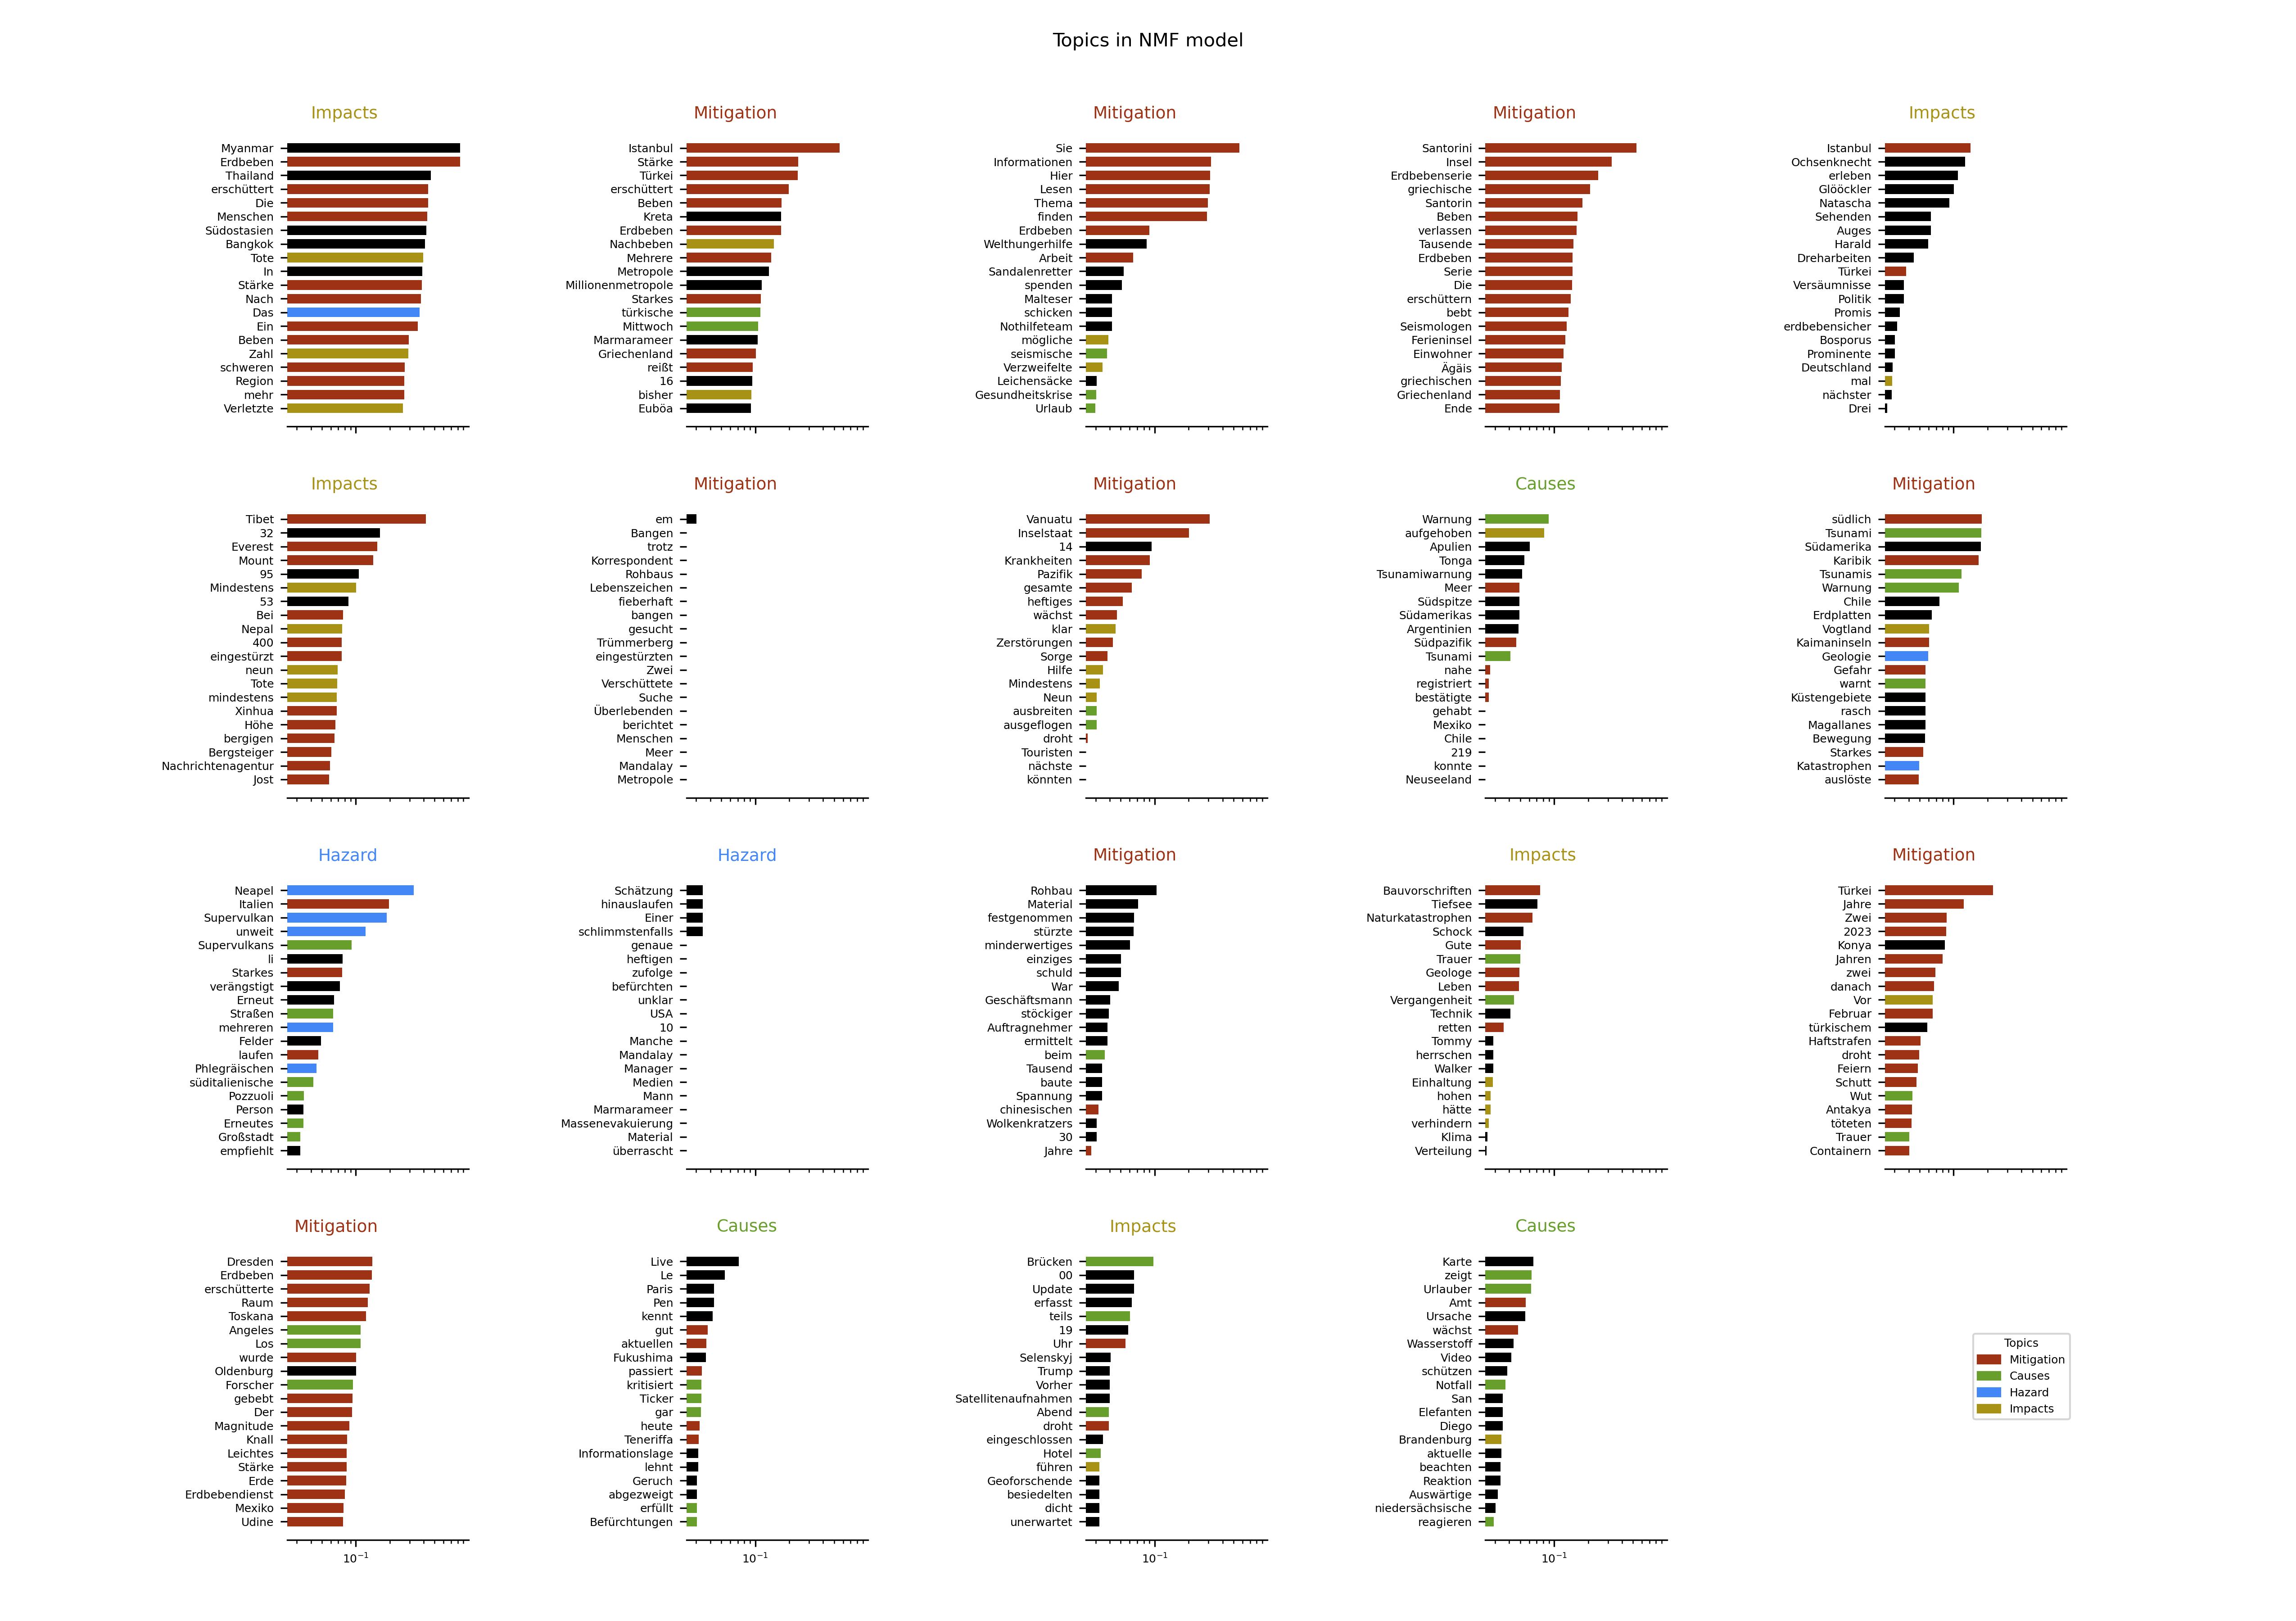 Topics in NMF model
Impacts
Myanmar
Erdbeben
Thailand
erschüttert
Die
Menschen
Südostasien
Bangkok
Tote
In
Stärke
Nach
Das
Ein
Beben
Zahl
schweren
Region
mehr
Verletzte
Mitigation
Istanbul
Stärke
Türkei
erschüttert
Beben
Kreta
Erdbeben
Nachbeben
Mehrere
Metropole
Millionenmetropole
Starkes
türkische
Mittwoch
Marmarameer
Griechenland
reißt
16
bisher
Euböa
Mitigation
Sie
Informationen
Hier
Lesen
Thema
finden
Erdbeben
Welthungerhilfe
Arbeit
Sandalenretter
spenden
Malteser
schicken
Nothilfeteam
mögliche
seismische
Verzweifelte
Leichensäcke
Gesundheitskrise
Urlaub
Mitigation
Santorini
Insel
Erdbebenserie
griechische
Santorin
Beben
verlassen
Tausende
Erdbeben
Serie
Die
erschüttern
bebt
Seismologen
Ferieninsel
Einwohner
Ägäis
griechischen
Griechenland
Ende
Impacts
Istanbul
Ochsenknecht
erleben
Glööckler
Natascha
Sehenden
Auges
Harald
Dreharbeiten
Türkei
Versäumnisse
Politik
Promis
erdbebensicher
Bosporus
Prominente
Deutschland
mal
nächster
Drei
Impacts
Tibet
32
Everest
Mount
95
Mindestens
53
Bei
Nepal
400
eingestürzt
neun
Tote
mindestens
Xinhua
Höhe
bergigen
Bergsteiger
Nachrichtenagentur
Jost
Mitigation
em
Bangen
trotz
Korrespondent
Rohbaus
Lebenszeichen
fieberhaft
bangen
gesucht
Trümmerberg
eingestürzten
Zwei
Verschüttete
Suche
Überlebenden
berichtet
Menschen
Meer
Mandalay
Metropole
Mitigation
Vanuatu
Inselstaat
14
Krankheiten
Pazifik
gesamte
heftiges
wächst
klar
Zerstörungen
Sorge
Hilfe
Mindestens
Neun
ausbreiten
ausgeflogen
droht
Touristen
nächste
könnten
Causes
Warnung
aufgehoben
Apulien
Tonga
Tsunamiwarnung
Meer
Südspitze
Südamerikas
Argentinien
Südpazifik
Tsunami
nahe
registriert
bestätigte
gehabt
Mexiko
Chile
219
konnte
Neuseeland
Mitigation
südlich
Tsunami
Südamerika
Karibik
Tsunamis
Warnung
Chile
Erdplatten
Vogtland
Kaimaninseln
Geologie
Gefahr
warnt
Küstengebiete
rasch
Magallanes
Bewegung
Starkes
Katastrophen
auslöste
Hazard
Neapel
Italien
Supervulkan
unweit
Supervulkans
li
Starkes
verängstigt
Erneut
Straßen
mehreren
Felder
laufen
Phlegräischen
süditalienische
Pozzuoli
Person
Erneutes
Großstadt
empfiehlt
Hazard
Schätzung
hinauslaufen
Einer
schlimmstenfalls
genaue
heftigen
zufolge
befürchten
unklar
USA
10
Manche
Mandalay
Manager
Medien
Mann
Marmarameer
Massenevakuierung
Material
überrascht
Mitigation
Rohbau
Material
festgenommen
stürzte
minderwertiges
einziges
schuld
War
Geschäftsmann
stöckiger
Auftragnehmer
ermittelt
beim
Tausend
baute
Spannung
chinesischen
Wolkenkratzers
30
Jahre
Impacts
Bauvorschriften
Tiefsee
Naturkatastrophen
Schock
Gute
Trauer
Geologe
Leben
Vergangenheit
Technik
retten
Tommy
herrschen
Walker
Einhaltung
hohen
hätte
verhindern
Klima
Verteilung
Mitigation
Türkei
Jahre
Zwei
2023
Konya
Jahren
zwei
danach
Vor
Februar
türkischem
Haftstrafen
droht
Feiern
Schutt
Wut
Antakya
töteten
Trauer
Containern
Mitigation
Dresden
Erdbeben
erschütterte
Raum
Toskana
Angeles
Los
wurde
Oldenburg
Forscher
gebebt
Der
Magnitude
Knall
Leichtes
Stärke
Erde
Erdbebendienst
Mexiko
Udine
10⁻¹
Causes
Live
Le
Paris
Pen
kennt
gut
aktuellen
Fukushima
passiert
kritisiert
Ticker
gar
heute
Teneriffa
Informationslage
lehnt
Geruch
abgezweigt
erfüllt
Befürchtungen
10⁻¹
Impacts
Brücken
00
Update
erfasst
teils
19
Uhr
Selenskyj
Trump
Vorher
Satellitenaufnahmen
Abend
droht
eingeschlossen
Hotel
führen
Geoforschende
besiedelten
dicht
unerwartet
10⁻¹
Causes
Karte
zeigt
Urlauber
Amt
Ursache
wächst
Wasserstoff
Video
schützen
Notfall
San
Elefanten
Diego
Brandenburg
aktuelle
beachten
Reaktion
Auswärtige
niedersächsische
reagieren
10⁻¹
Topics
Mitigation
Causes
Hazard
Impacts